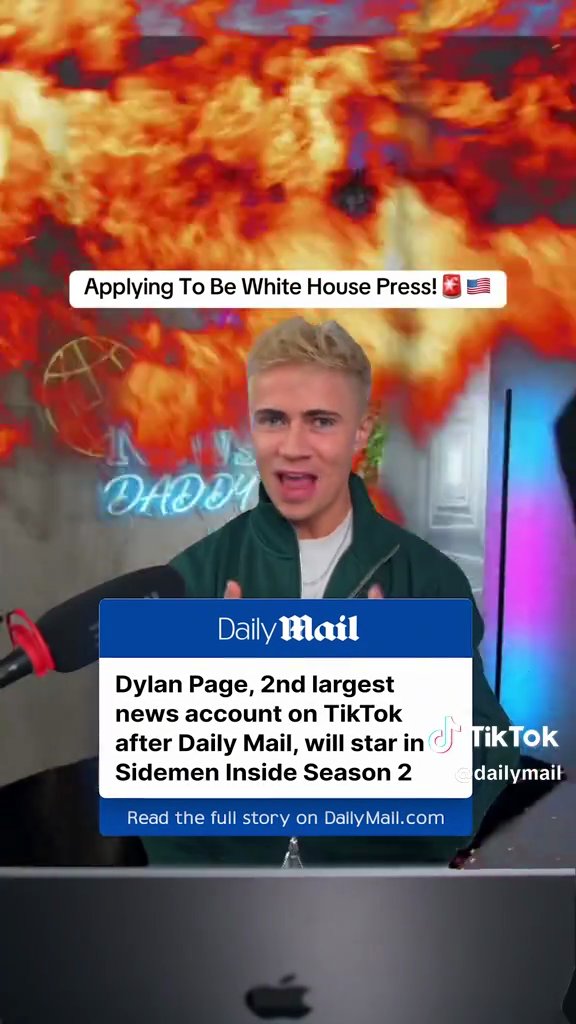 Applying To Be White House Press! 🚨🇺🇸
DADDY
Daily Mail
Dylan Page, 2nd largest
news account on TikTok
after Daily Mail, will star in
Sidemen Inside Season 2
TikTok
@dailymail
Read the full story on DailyMail.com